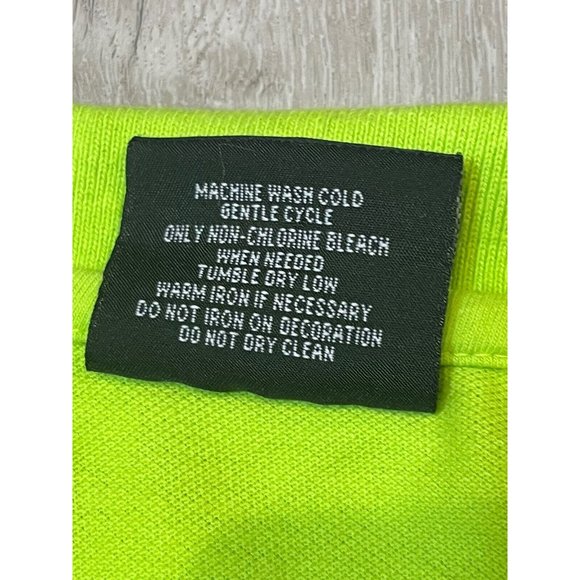 MACHINE WASH COLD
GENTLE CYCLE
ONLY NON-CHLORINE BLEACH
WHEN NEEDED
TUMBLE DRY LOW
WARM IRON IF NECESSARY
DO NOT IRON ON DECORATION
DO NOT DRY CLEAN